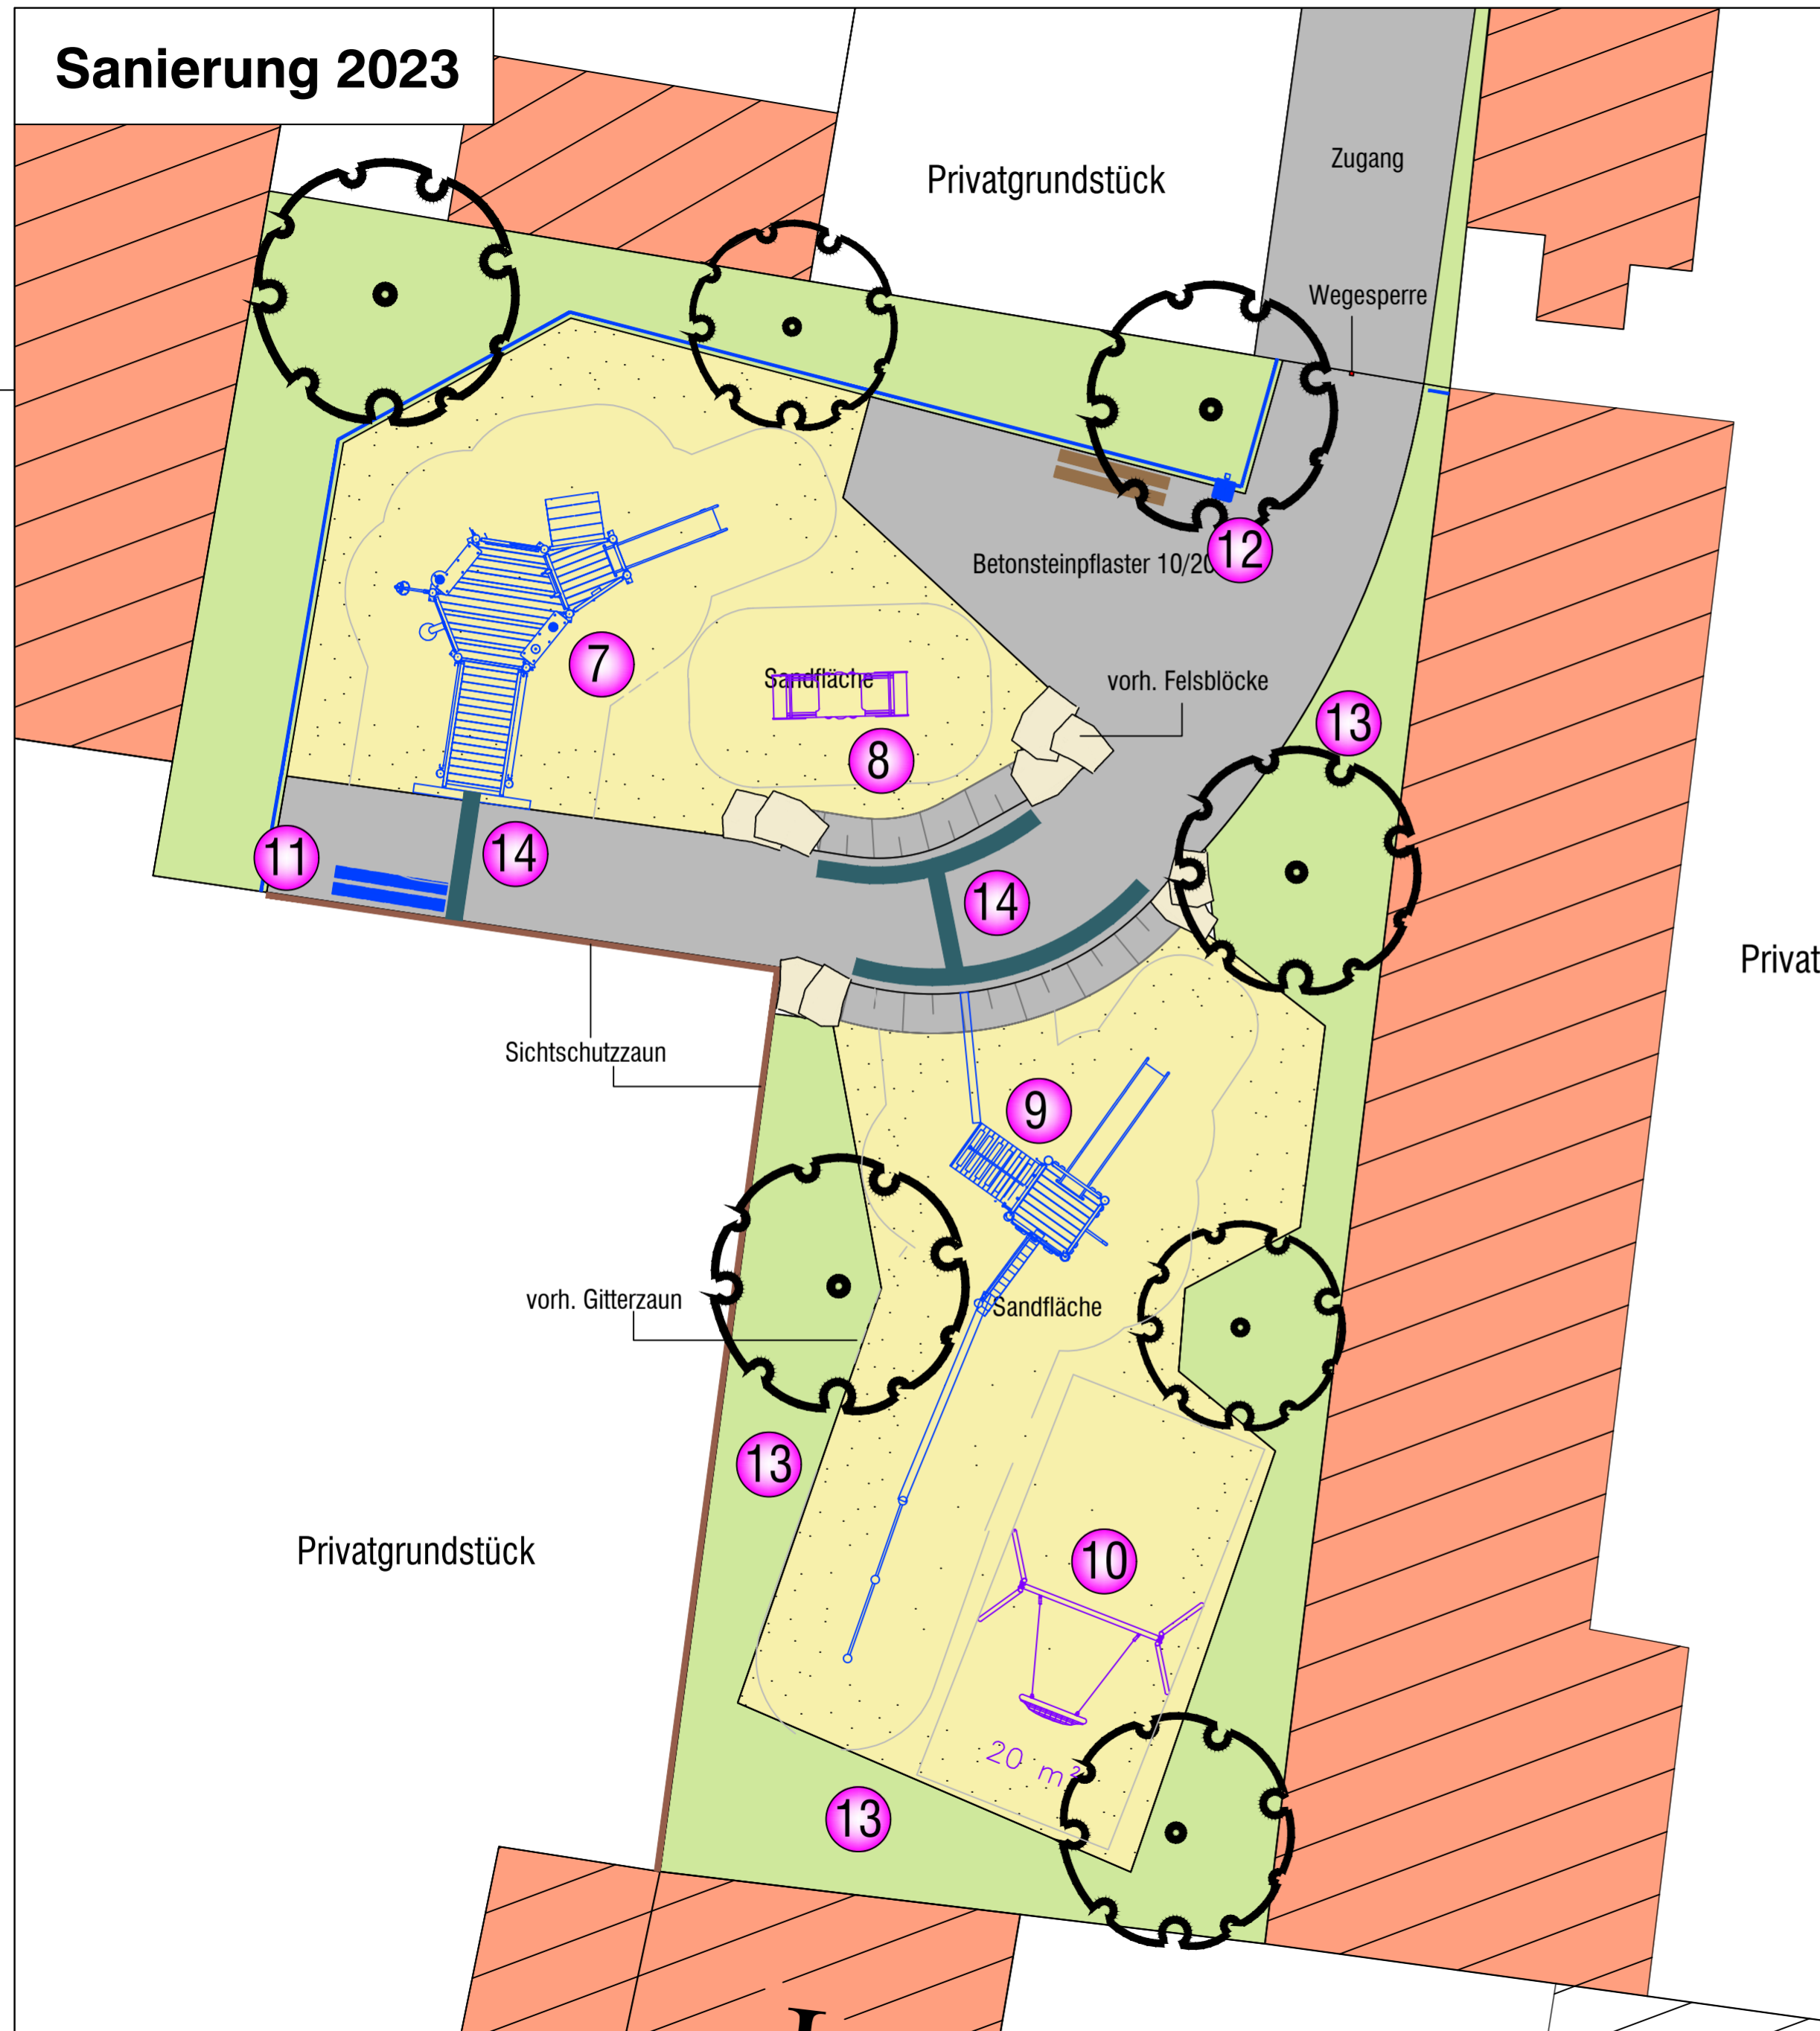 Sanierung 2023
Zugang
Privatgrundstück
Wegesperre
12
Betonsteinpflaster 10/20
7
Sandfläche
vorh. Felsblöcke
13
8
11
14
14
Privat
Sichtschutzzaun
9
vorh. Gitterzaun
Sandfläche
13
Privatgrundstück
10
20 m²
13